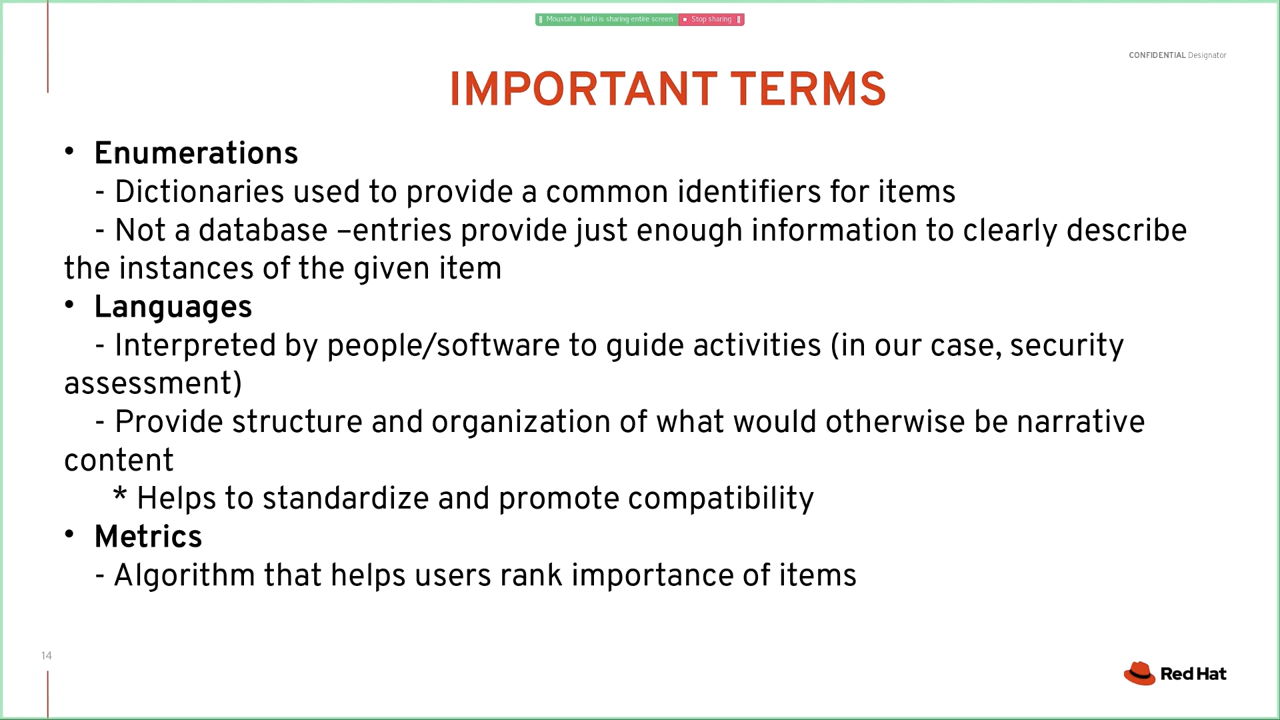 Moustafa Harbi is sharing entire screen Stop sharing
CONFIDENTIAL Designator
IMPORTANT TERMS
• Enumerations
- Dictionaries used to provide a common identifiers for items
- Not a database –entries provide just enough information to clearly describe
the instances of the given item
• Languages
- Interpreted by people/software to guide activities (in our case, security
assessment)
- Provide structure and organization of what would otherwise be narrative
content
* Helps to standardize and promote compatibility
• Metrics
- Algorithm that helps users rank importance of items
14
Red Hat